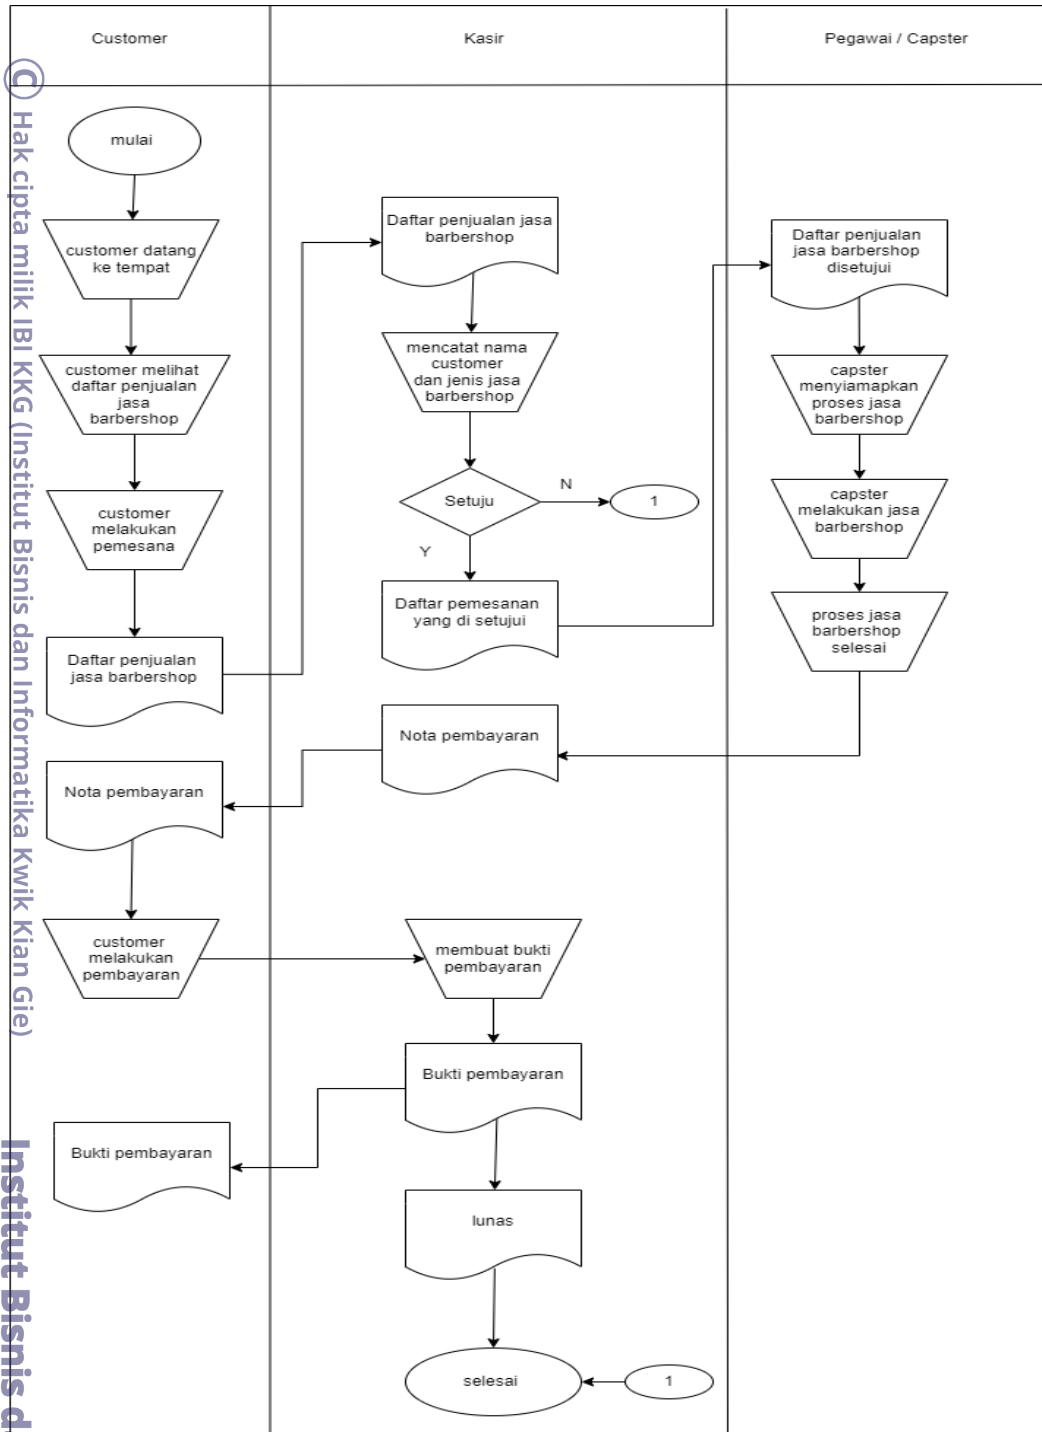 Customer
Kasir
Pegawai / Capster
mulai
customer datang
ke tempat
customer melihat
daftar penjualan
jasa
barbershop
customer
melakukan
pemesana
Daftar penjualan
jasa barbershop
Daftar penjualan jasa
barbershop
mencatat nama
customer
dan jenis jasa
barbershop
Setuju
N
1
Y
Daftar pemesanan
yang di setujui
Daftar penjualan
jasa barbershop
disetujui
capster
menyiamapkan
proses jasa
barbershop
capster
melakukan jasa
barbershop
proses jasa
barbershop
selesai
Nota pembayaran
Nota pembayaran
customer
melakukan
pembayaran
membuat bukti
pembayaran
Bukti pembayaran
Bukti pembayaran
lunas
selesai
1
© Hak cipta milik IBI KKG (Institut Bisnis dan Informatika Kwik Kian Gie)
Institut Bisnis d